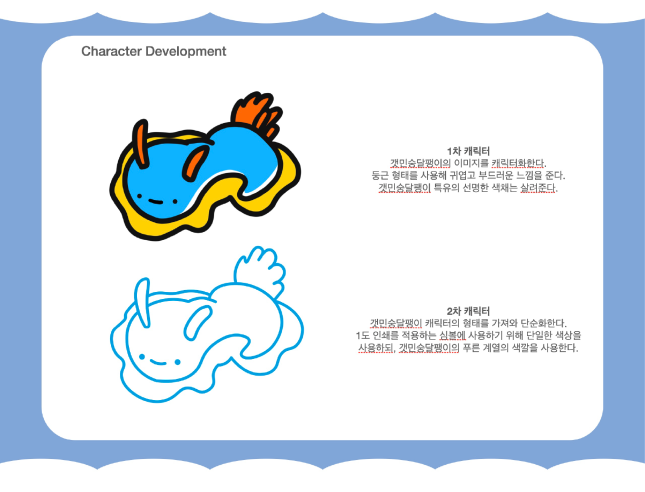 Character Development
1차 캐릭터
갯민숭달팽이의 이미지를 캐릭터화한다.
둥근 형태를 사용해 귀엽고 부드러운 느낌을 준다.
갯민숭달팽이 특유의 선명한 색채는 살려준다.
2차 캐릭터
갯민숭달팽이 캐릭터의 형태를 가져와 단순화한다.
1도 인쇄를 적용하는 심볼에 사용하기 위해 단일한 색상을
사용하되, 갯민숭달팽이의 푸른 계열의 색깔을 사용한다.